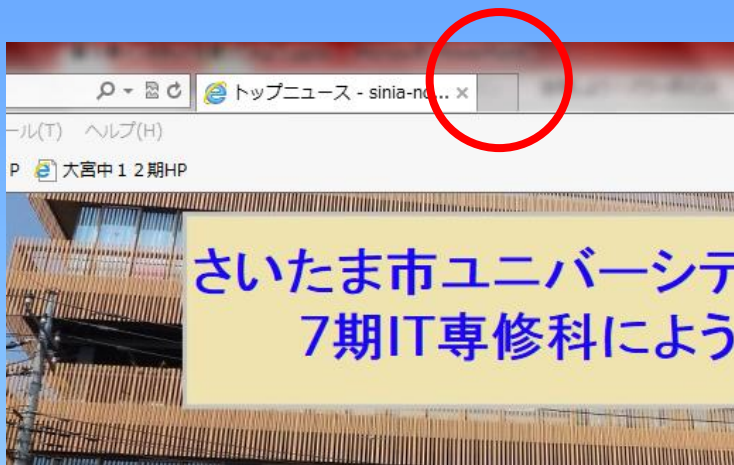 トップニュース - sinia-no... ×
ール(T) ヘルプ(H)
P 大宮中12期HP
さいたま市ユニバーシテ
7期IT専修科によう